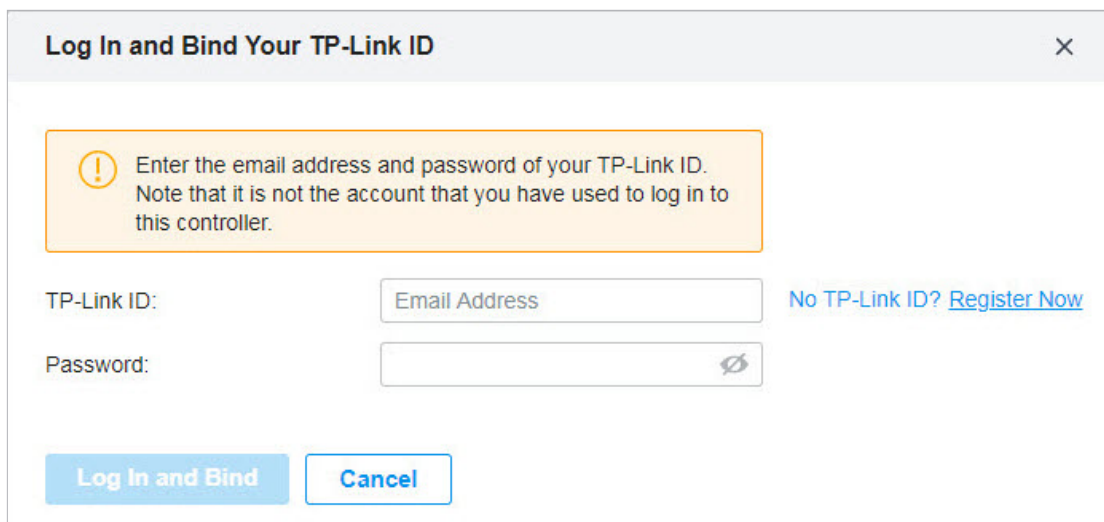 Log In and Bind Your TP-Link ID
Enter the email address and password of your TP-Link ID.
Note that it is not the account that you have used to log in to
this controller.
TP-Link ID:
Email Address
No TP-Link ID? Register Now
Password:
Log In and Bind
Cancel